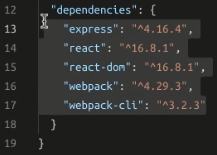 12 "dependencies": {
13 "express": "^4.16.4",
14 "react": "^16.8.1",
15 "react-dom": "^16.8.1",
16 "webpack": "^4.29.3",
17 "webpack-cli": "^3.2.3"
18 }
19 }